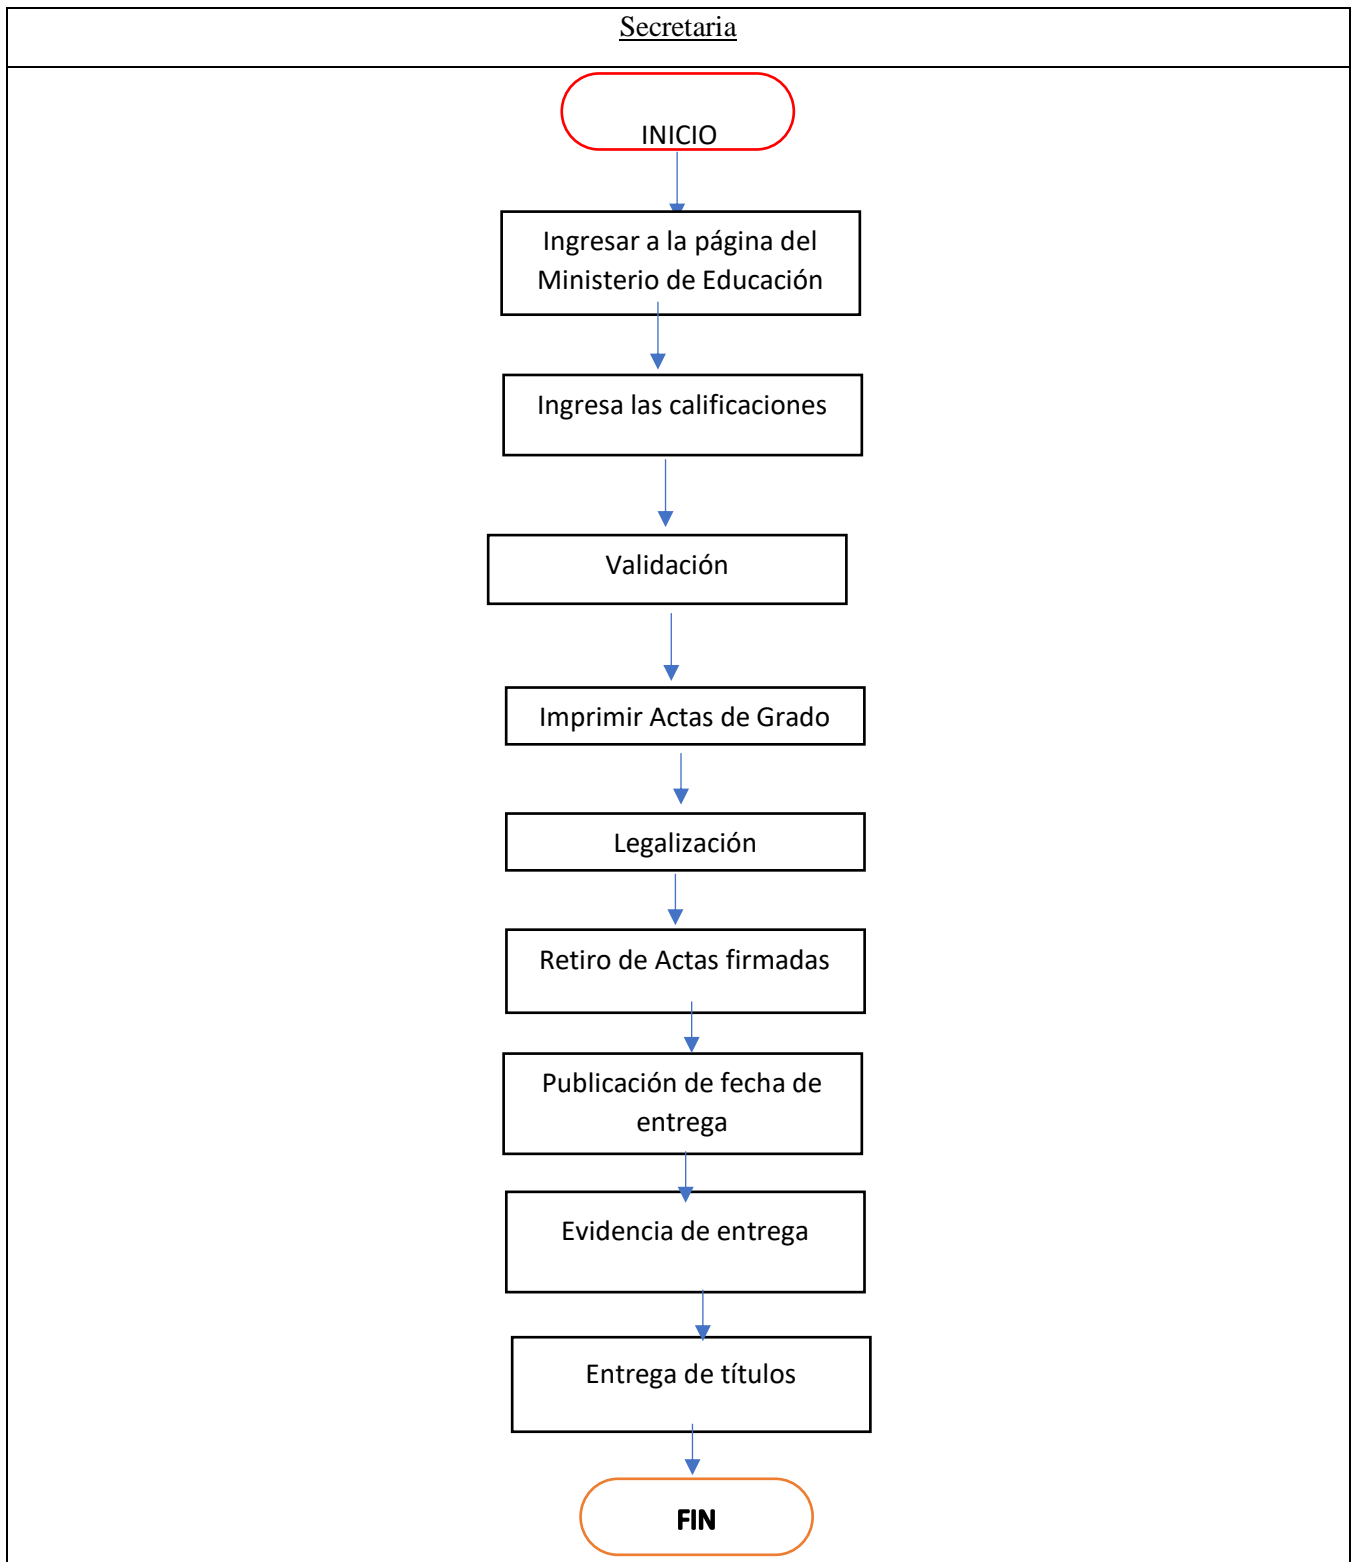 Secretaria
INICIO
Ingresar a la página del
Ministerio de Educación
Ingresa las calificaciones
Validación
Imprimir Actas de Grado
Legalización
Retiro de Actas firmadas
Publicación de fecha de
entrega
Evidencia de entrega
Entrega de títulos
FIN